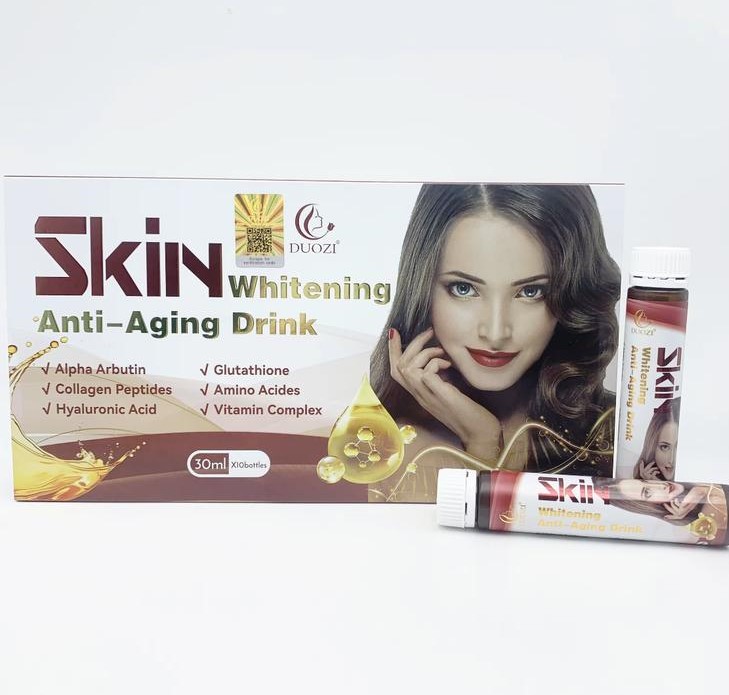 DUOZI®
Skin Whitening
Anti-Aging Drink
√ Alpha Arbutin
√ Glutathione
√ Collagen Peptides
√ Amino Acides
√ Hyaluronic Acid
√ Vitamin Complex
30ml X10bottles
DUOZI®
Skin
Whitening
Anti-Aging Drink
Skin
Whitening
Anti-Aging Drink